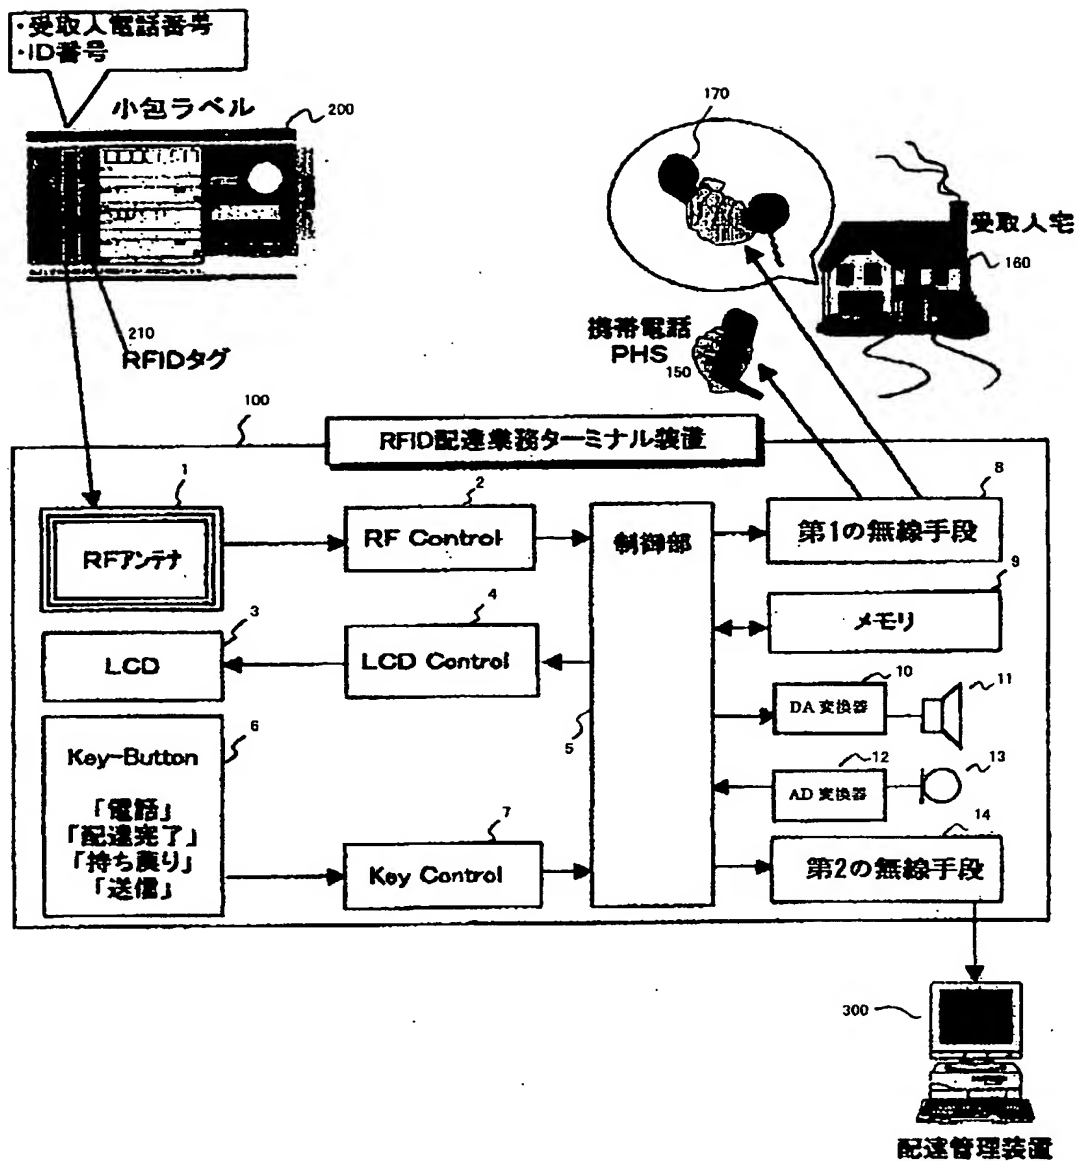 ・受取人電話番号
・ID番号
小包ラベル
200
210
RFIDタグ
170
受取人宅
160
携帯電話
PHS
150
100
RFID配達業務ターミナル装置
1
RFアンテナ
2
RF Control
制御部
5
8
第1の無線手段
3
LCD
4
LCD Control
9
メモリ
10
DA 変換器
11
12
AD 変換器
13
6
Key-Button
「電話」
「配達完了」
「持ち戻り」
「送信」
7
Key Control
14
第2の無線手段
300
配達管理装置